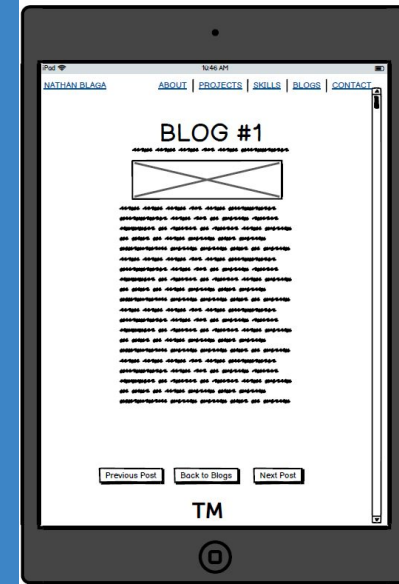 iPad 10:46 AM
NATHAN BLAGA ABOUT | PROJECTS | SKILLS | BLOGS | CONTACT
BLOG #1
Previous Post Back to Blogs Next Post
TM